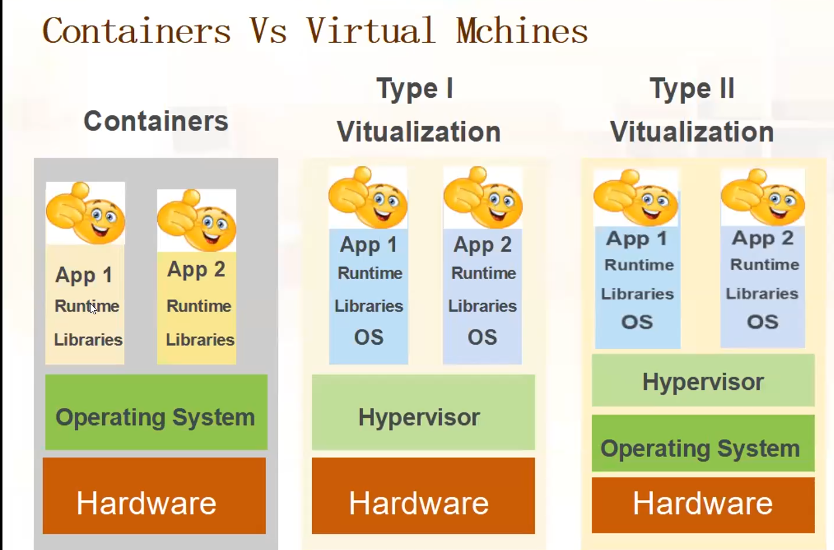 Containers Vs Virtual Mchines
Containers
App 1
Runtime
Libraries
App 2
Runtime
Libraries
Operating System
Hardware
Type I
Vitualization
App 1
Runtime
Libraries
OS
App 2
Runtime
Libraries
OS
Hypervisor
Hardware
Type II
Vitualization
App 1
Runtime
Libraries
OS
App 2
Runtime
Libraries
OS
Hypervisor
Operating System
Hardware